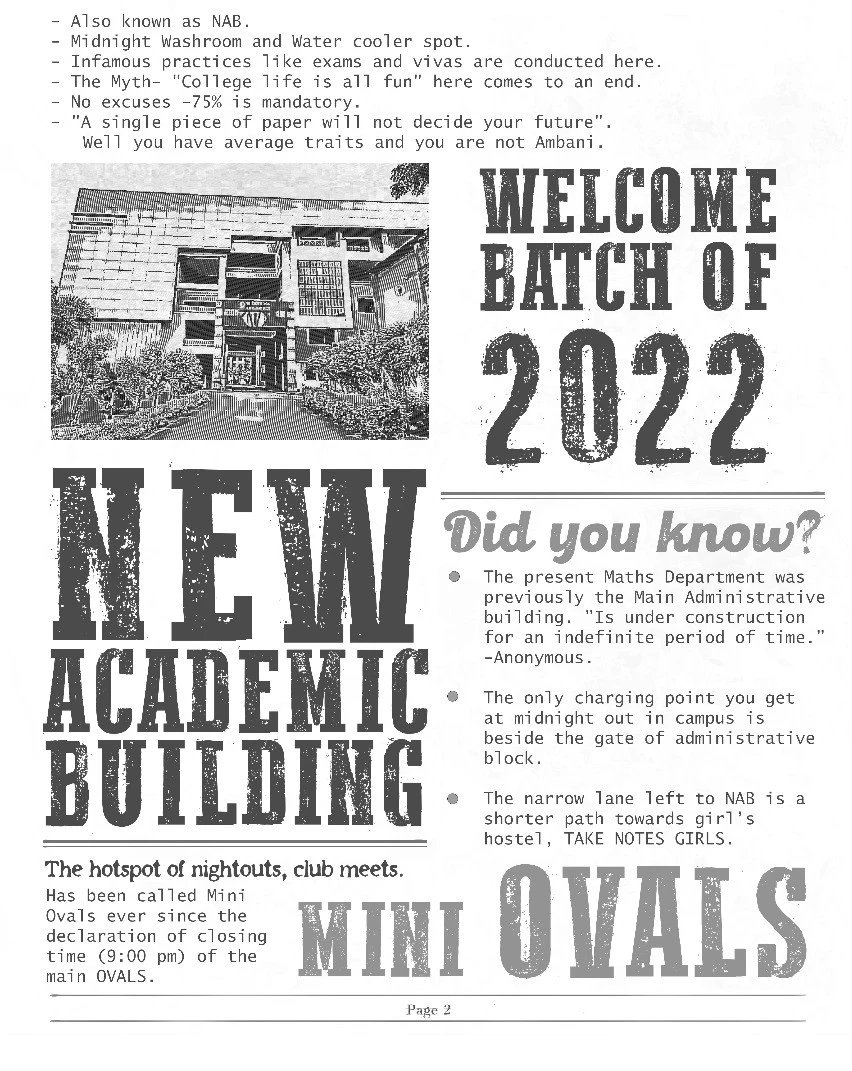 - Also known as NAB.
- Midnight Washroom and Water cooler spot.
- Infamous practices like exams and vivas are conducted here.
- The Myth- "College life is all fun" here comes to an end.
- No excuses -75% is mandatory.
- "A single piece of paper will not decide your future".
Well you have average traits and you are not Ambani.
WELCOME
BATCH OF
2022
NEW
ACADEMIC
BUILDING
Did you know?
The present Maths Department was
previously the Main Administrative
building. "Is under construction
for an indefinite period of time."
-Anonymous.
The only charging point you get
at midnight out in campus is
beside the gate of administrative
block.
The narrow lane left to NAB is a
shorter path towards girl's
hostel, TAKE NOTES GIRLS.
The hotspot of nightouts, club meets.
Has been called Mini
Ovals ever since the
declaration of closing
time (9:00 pm) of the
main OVALS.
MINI OVALS
Page 2